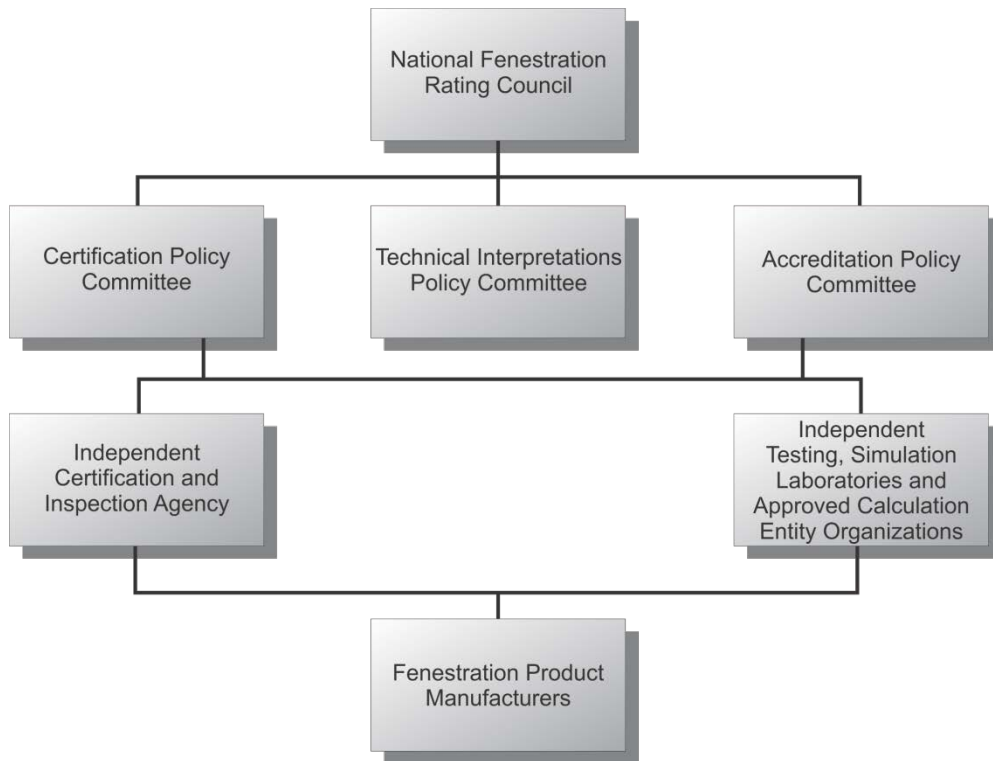 National Fenestration
Rating Council
Certification Policy
Committee
Technical Interpretations
Policy Committee
Accreditation Policy
Committee
Independent
Certification and
Inspection Agency
Independent
Testing, Simulation
Laboratories and
Approved Calculation
Entity Organizations
Fenestration Product
Manufacturers